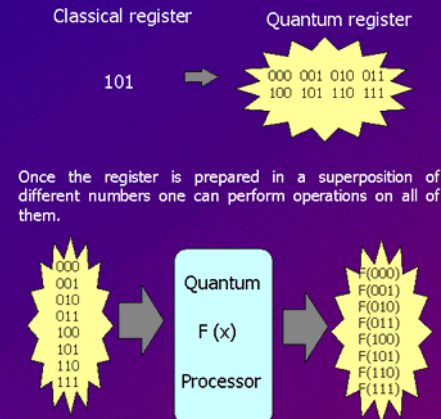 Classical register
Quantum register
101
000 001 010 011
100 101 110 111
Once the register is prepared in a superposition of
different numbers one can perform operations on all of
them.
000
001
010
011
100
101
110
111
Quantum
F (x)
Processor
F(000)
F(001)
F(010)
F(011)
F(100)
F(101)
F(110)
F(111)